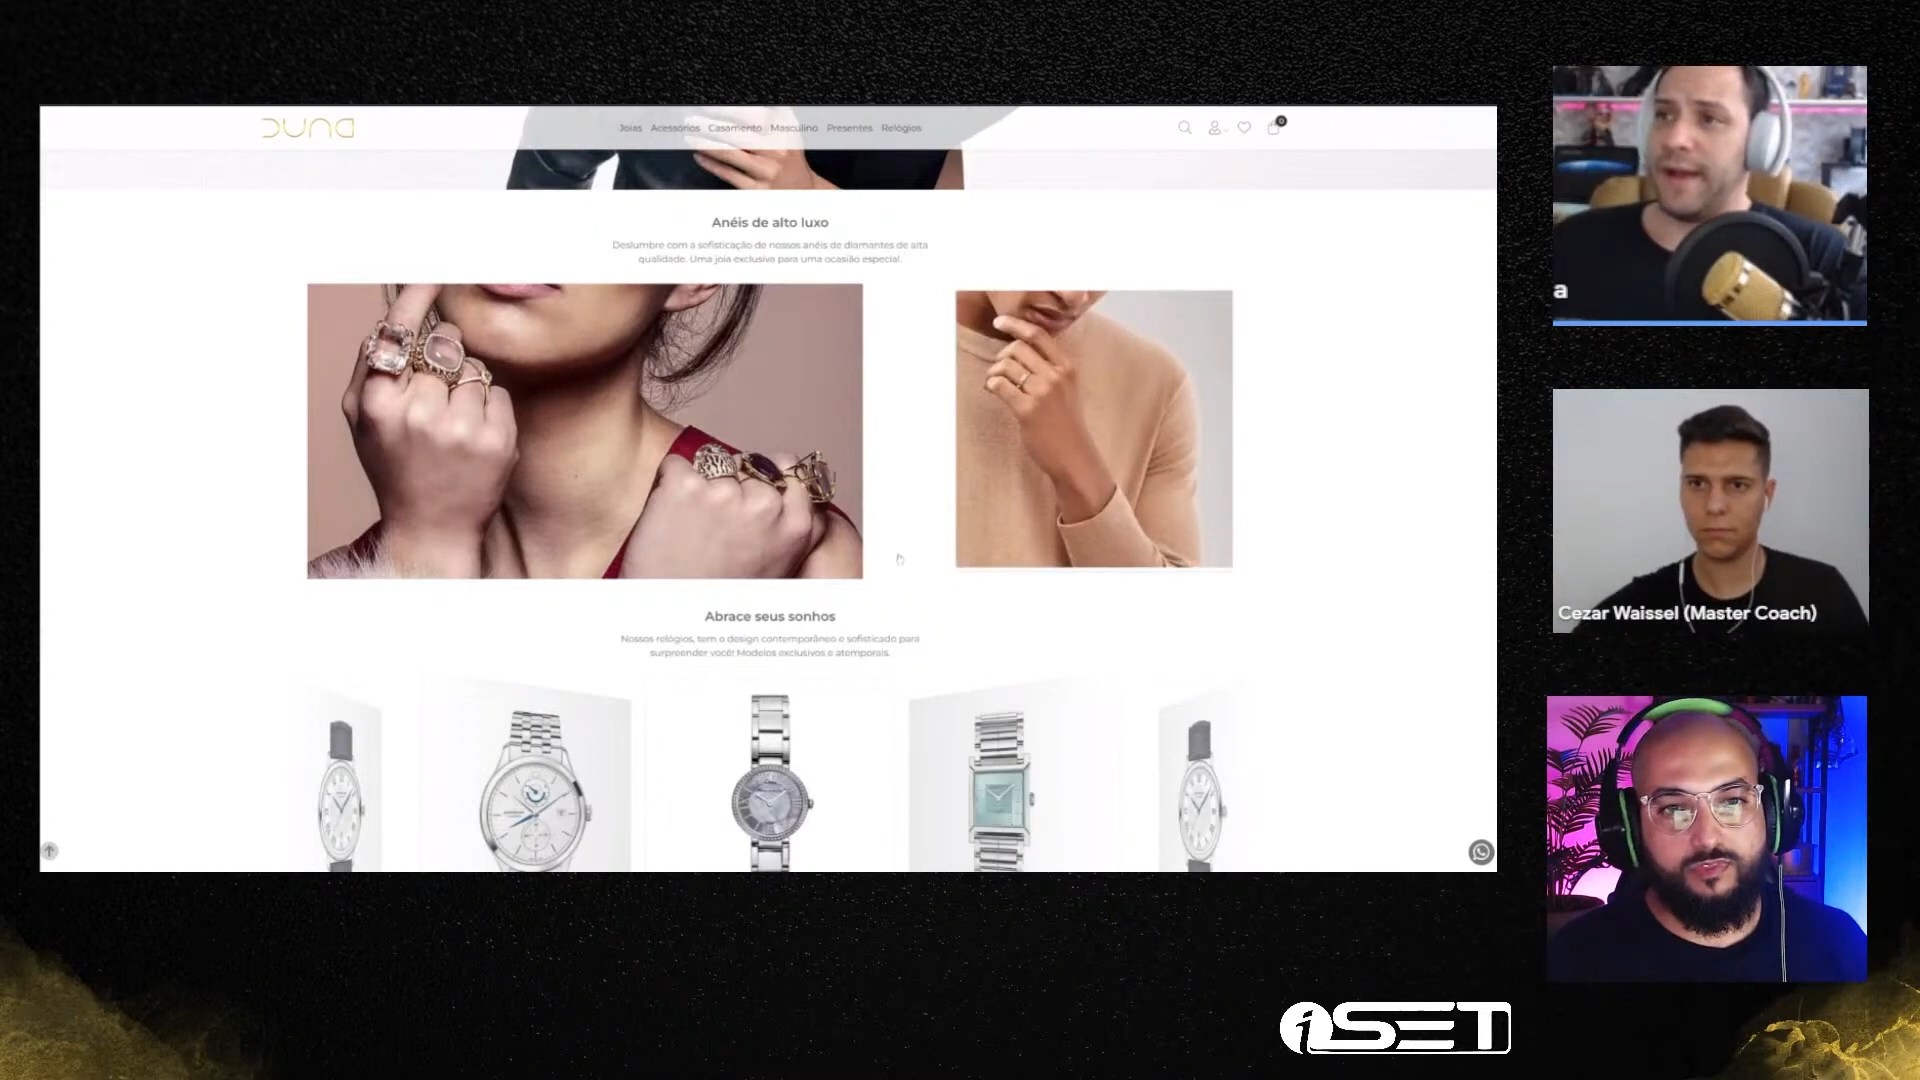 DUNA
Joias Acessórios Casamento Masculino Presentes Relógios
0
Anéis de alto luxo
Deslumbre com a sofisticação de nossos anéis de diamantes de alta
qualidade. Uma joia exclusiva para uma ocasião especial.
Abrace seus sonhos
Nossos relógios, tem o design contemporâneo e sofisticado para
surpreender você! Modelos exclusivos e atemporais.
a
Cezar Waissel (Master Coach)
iSET